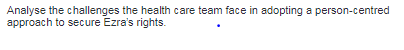 Analyse the challenges the health care team face in adopting a person-centred
approach to secure Ezra's rights.